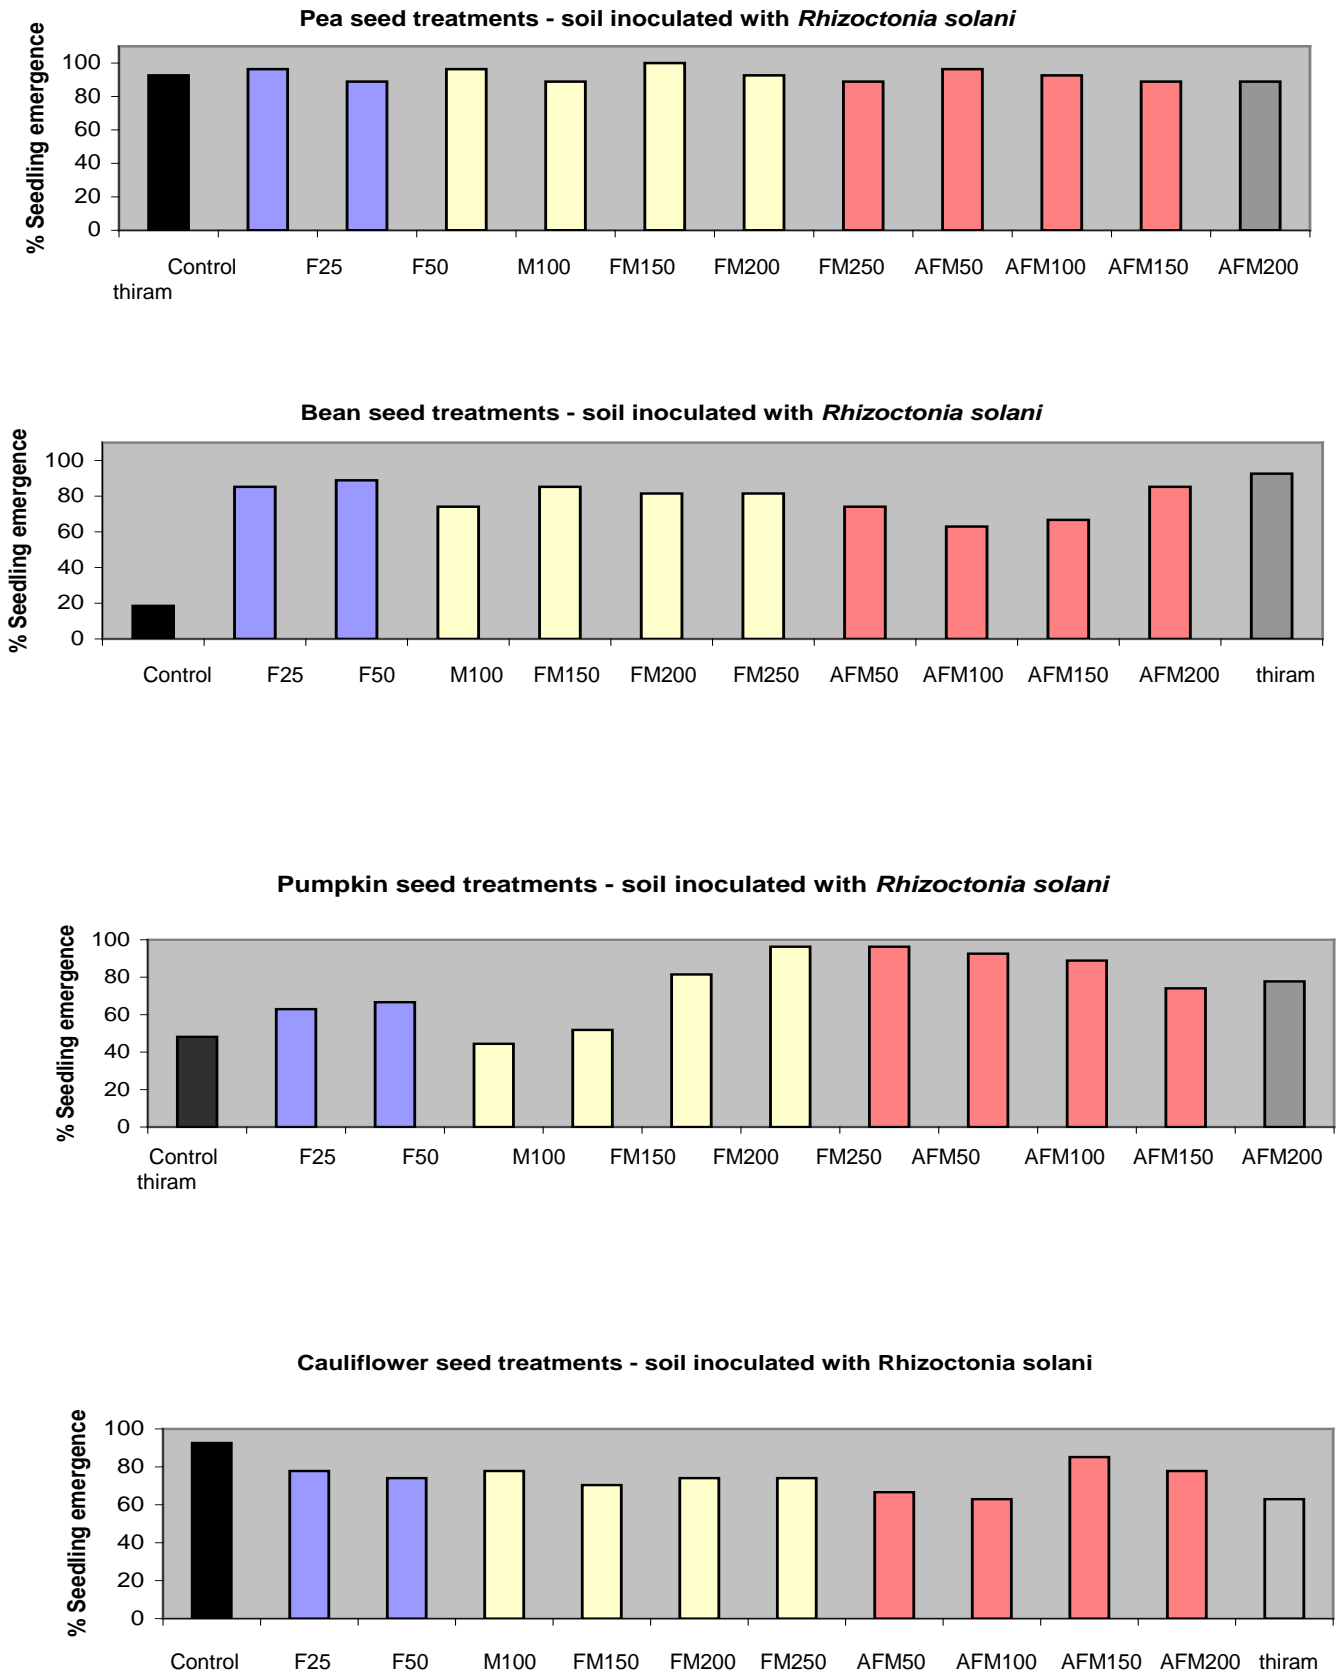 Pea seed treatments - soil inoculated with Rhizoctonia solani
% Seedling emergence
100
80
60
40
20
0
Control F25 F50 M100 FM150 FM200 FM250 AFM50 AFM100 AFM150 AFM200
thiram
Bean seed treatments - soil inoculated with Rhizoctonia solani
% Seedling emergence
100
80
60
40
20
0
Control F25 F50 M100 FM150 FM200 FM250 AFM50 AFM100 AFM150 AFM200 thiram
Pumpkin seed treatments - soil inoculated with Rhizoctonia solani
% Seedling emergence
100
80
60
40
20
0
Control F25 F50 M100 FM150 FM200 FM250 AFM50 AFM100 AFM150 AFM200
thiram
Cauliflower seed treatments - soil inoculated with Rhizoctonia solani
% Seedling emergence
100
80
60
40
20
0
Control F25 F50 M100 FM150 FM200 FM250 AFM50 AFM100 AFM150 AFM200 thiram